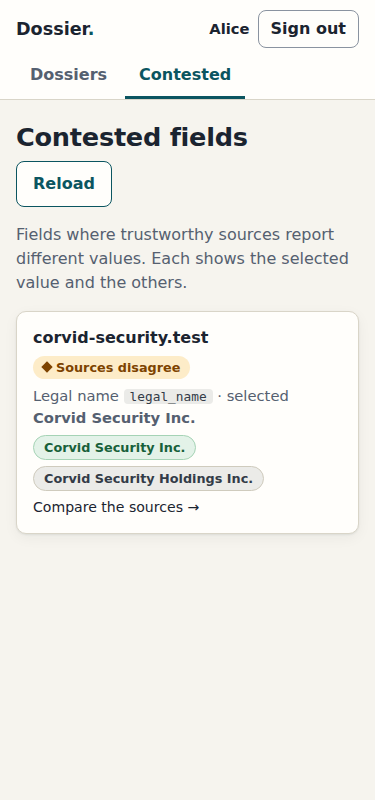 Dossier.
Alice
Sign out
Dossiers
Contested
Contested fields
Reload
Fields where trustworthy sources report
different values. Each shows the selected
value and the others.
corvid-security.test
Sources disagree
Legal name legal_name · selected
Corvid Security Inc.
Corvid Security Inc.
Corvid Security Holdings Inc.
Compare the sources →